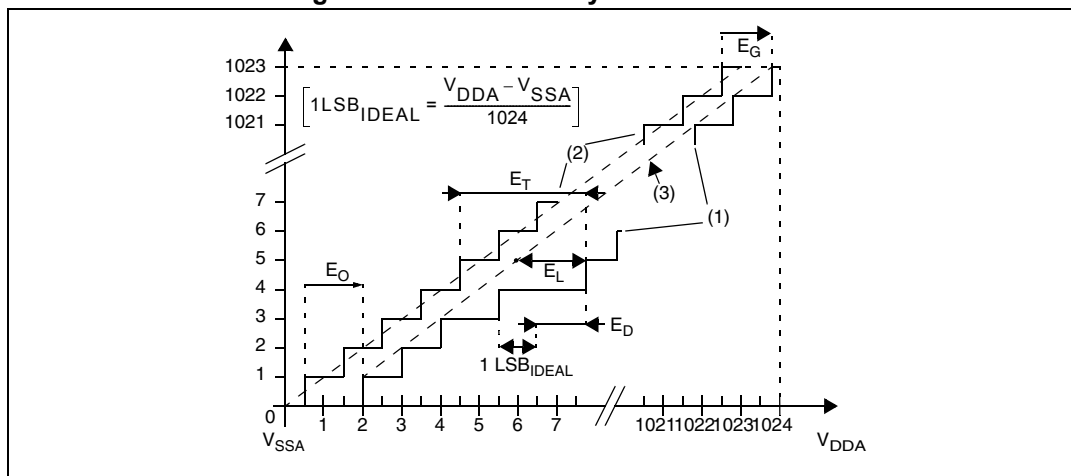 E_G
1023
1022
1021
[1LSB_IDEAL = (V_DDA - V_SSA) / 1024]
(2)
(3)
(1)
E_T
7
6
5
4
3
2
1
0
E_O
E_L
E_D
1 LSB_IDEAL
1 2 3 4 5 6 7 1021 1022 1023 1024
V_SSA
V_DDA